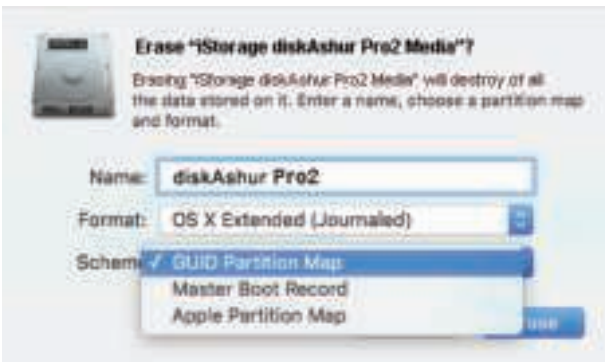 Erase "iStorage diskAshur Pro2 Media"?
Erasing "iStorage diskAshur Pro2 Media" will destroy of all
the data stored on it. Enter a name, choose a partition map
and format.
Name: diskAshur Pro2
Format: OS X Extended (Journaled)
Schem ✓ GUID Partition Map
Master Boot Record
Apple Partition Map